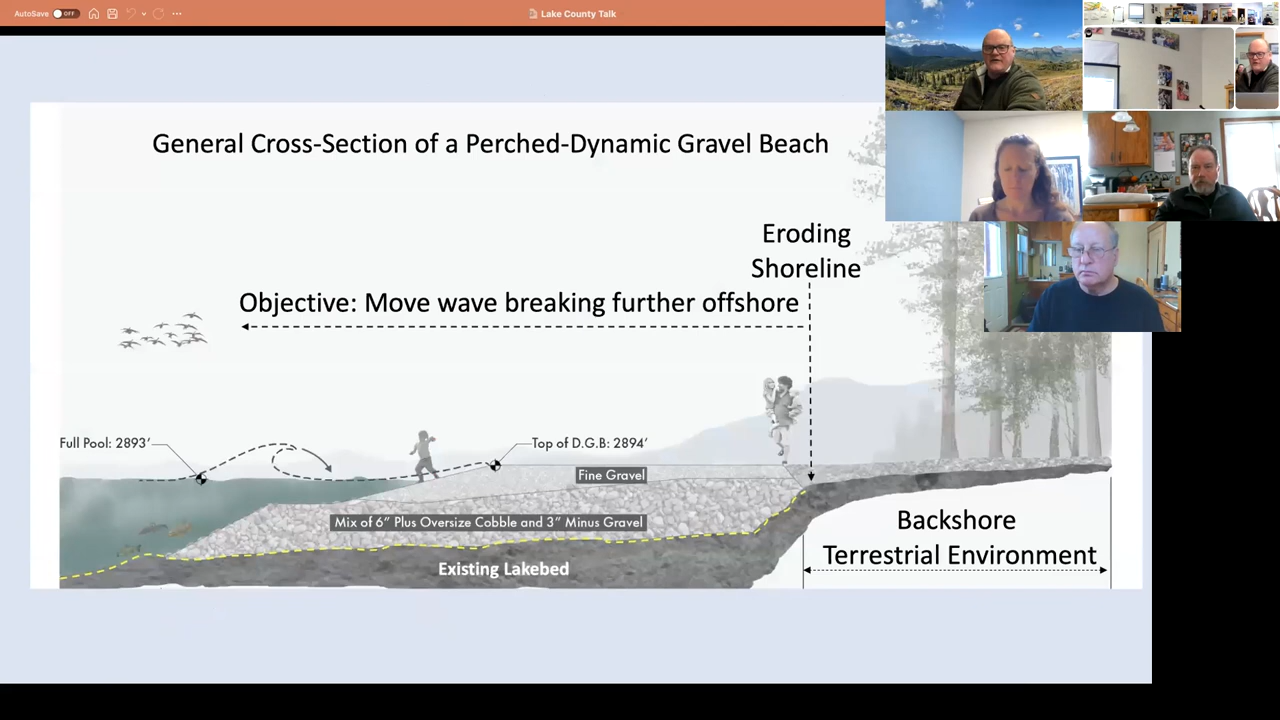 AutoSave OFF
Lake County Talk
General Cross-Section of a Perched-Dynamic Gravel Beach
Eroding
Shoreline
Objective: Move wave breaking further offshore
Full Pool: 2893’
Top of D.G.B: 2894’
Fine Gravel
Mix of 6” Plus Oversize Cobble and 3” Minus Gravel
Existing Lakebed
Backshore
Terrestrial Environment